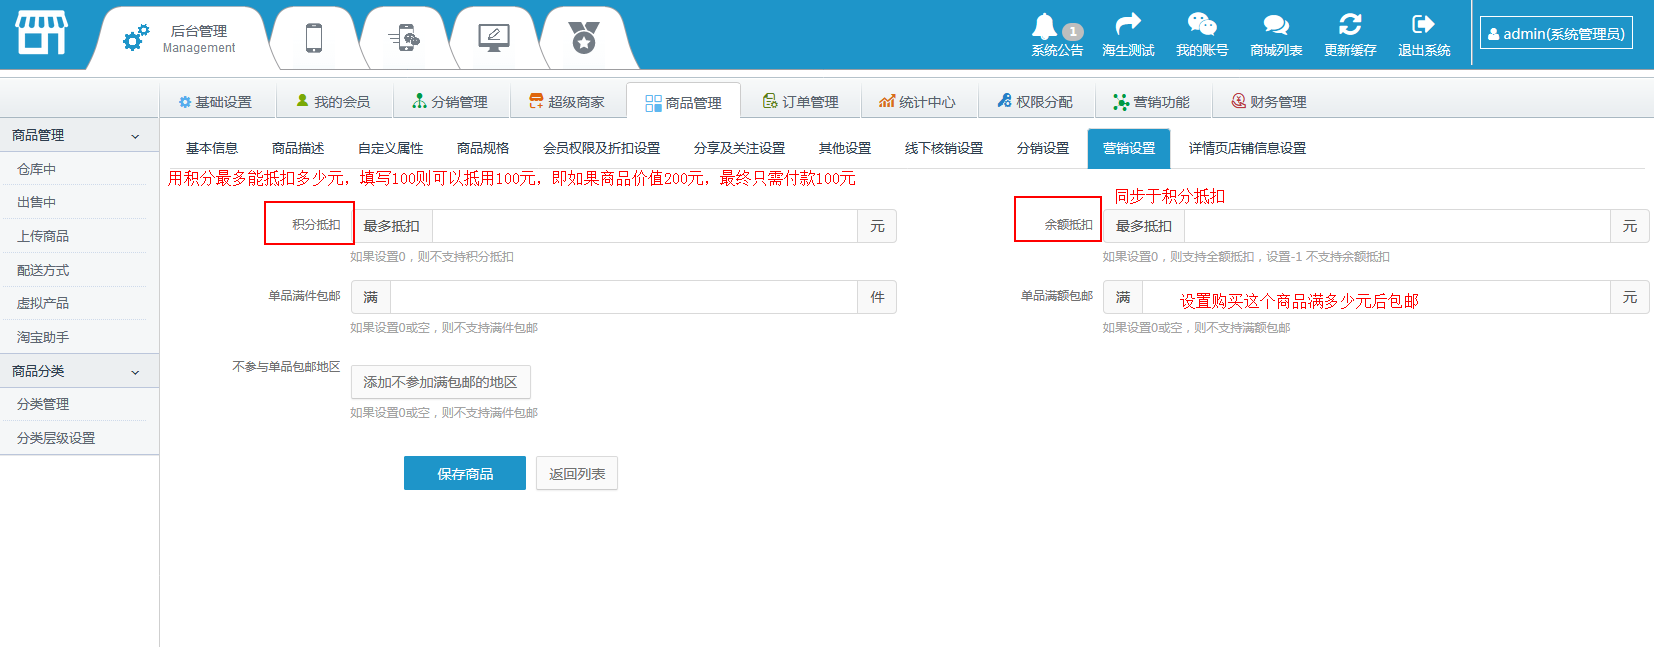 后台管理
Management
1
系统公告
海生测试
我的账号
商城列表
更新缓存
退出系统
admin(系统管理员)
基础设置
我的会员
分销管理
超级商家
商品管理
订单管理
统计中心
权限分配
营销功能
财务管理
商品管理
仓库中
出售中
上传商品
配送方式
虚拟产品
淘宝助手
商品分类
分类管理
分类层级设置
基本信息
商品描述
自定义属性
商品规格
会员权限及折扣设置
分享及关注设置
其他设置
线下核销设置
分销设置
营销设置
详情页店铺信息设置
用积分最多能抵扣多少元，填写100则可以抵用100元，即如果商品价值200元，最终只需付款100元
同步于积分抵扣
积分抵扣
最多抵扣
元
如果设置0，则不支持积分抵扣
余额抵扣
最多抵扣
元
如果设置0，则支持全额抵扣，设置-1 不支持余额抵扣
单品满件包邮
满
件
如果设置0或空，则不支持满件包邮
单品满额包邮
满
设置购买这个商品满多少元后包邮
元
如果设置0或空，则不支持满额包邮
不参与单品包邮地区
添加不参加满包邮的地区
如果设置0或空，则不支持满件包邮
保存商品
返回列表